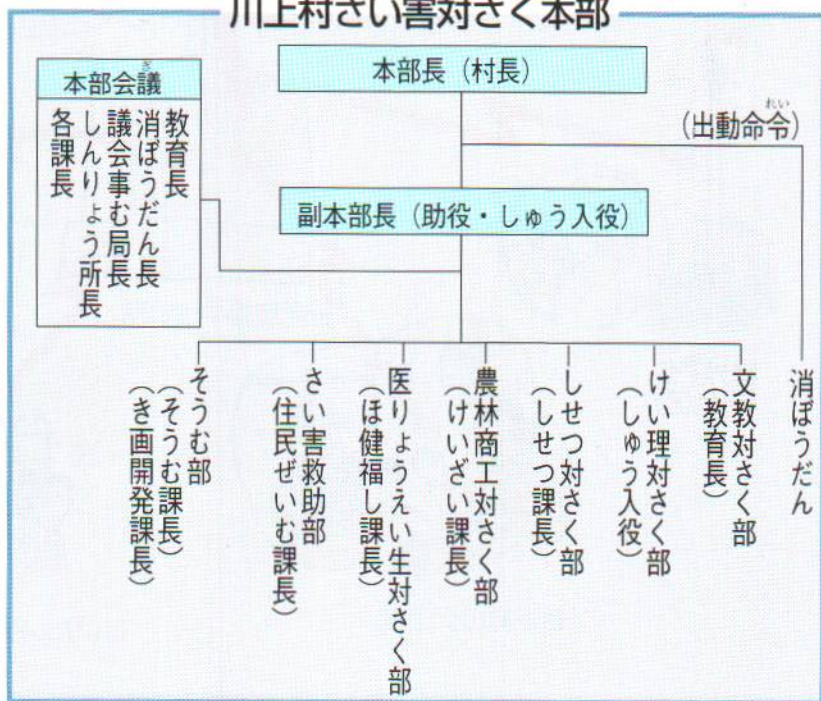 川上村さい害対さく本部
本部長（村長）
（出動命令）
れい
副本部長（助役・しゅう入役）
本部会議
ぎ
教育長
消ぼうだん長
議会事む局長
しんりょう所長
各課長
消ぼうだん
文教対さく部
（教育長）
けい理対さく部
（しゅう入役）
しせつ対さく部
（しせつ課長）
農林商工対さく部
（けいざい課長）
医りょうえい生対さく部
（ほ健福し課長）
さい害救助部
（住民ぜいむ課長）
そうむ部
（そうむ課長）
（き画開発課長）